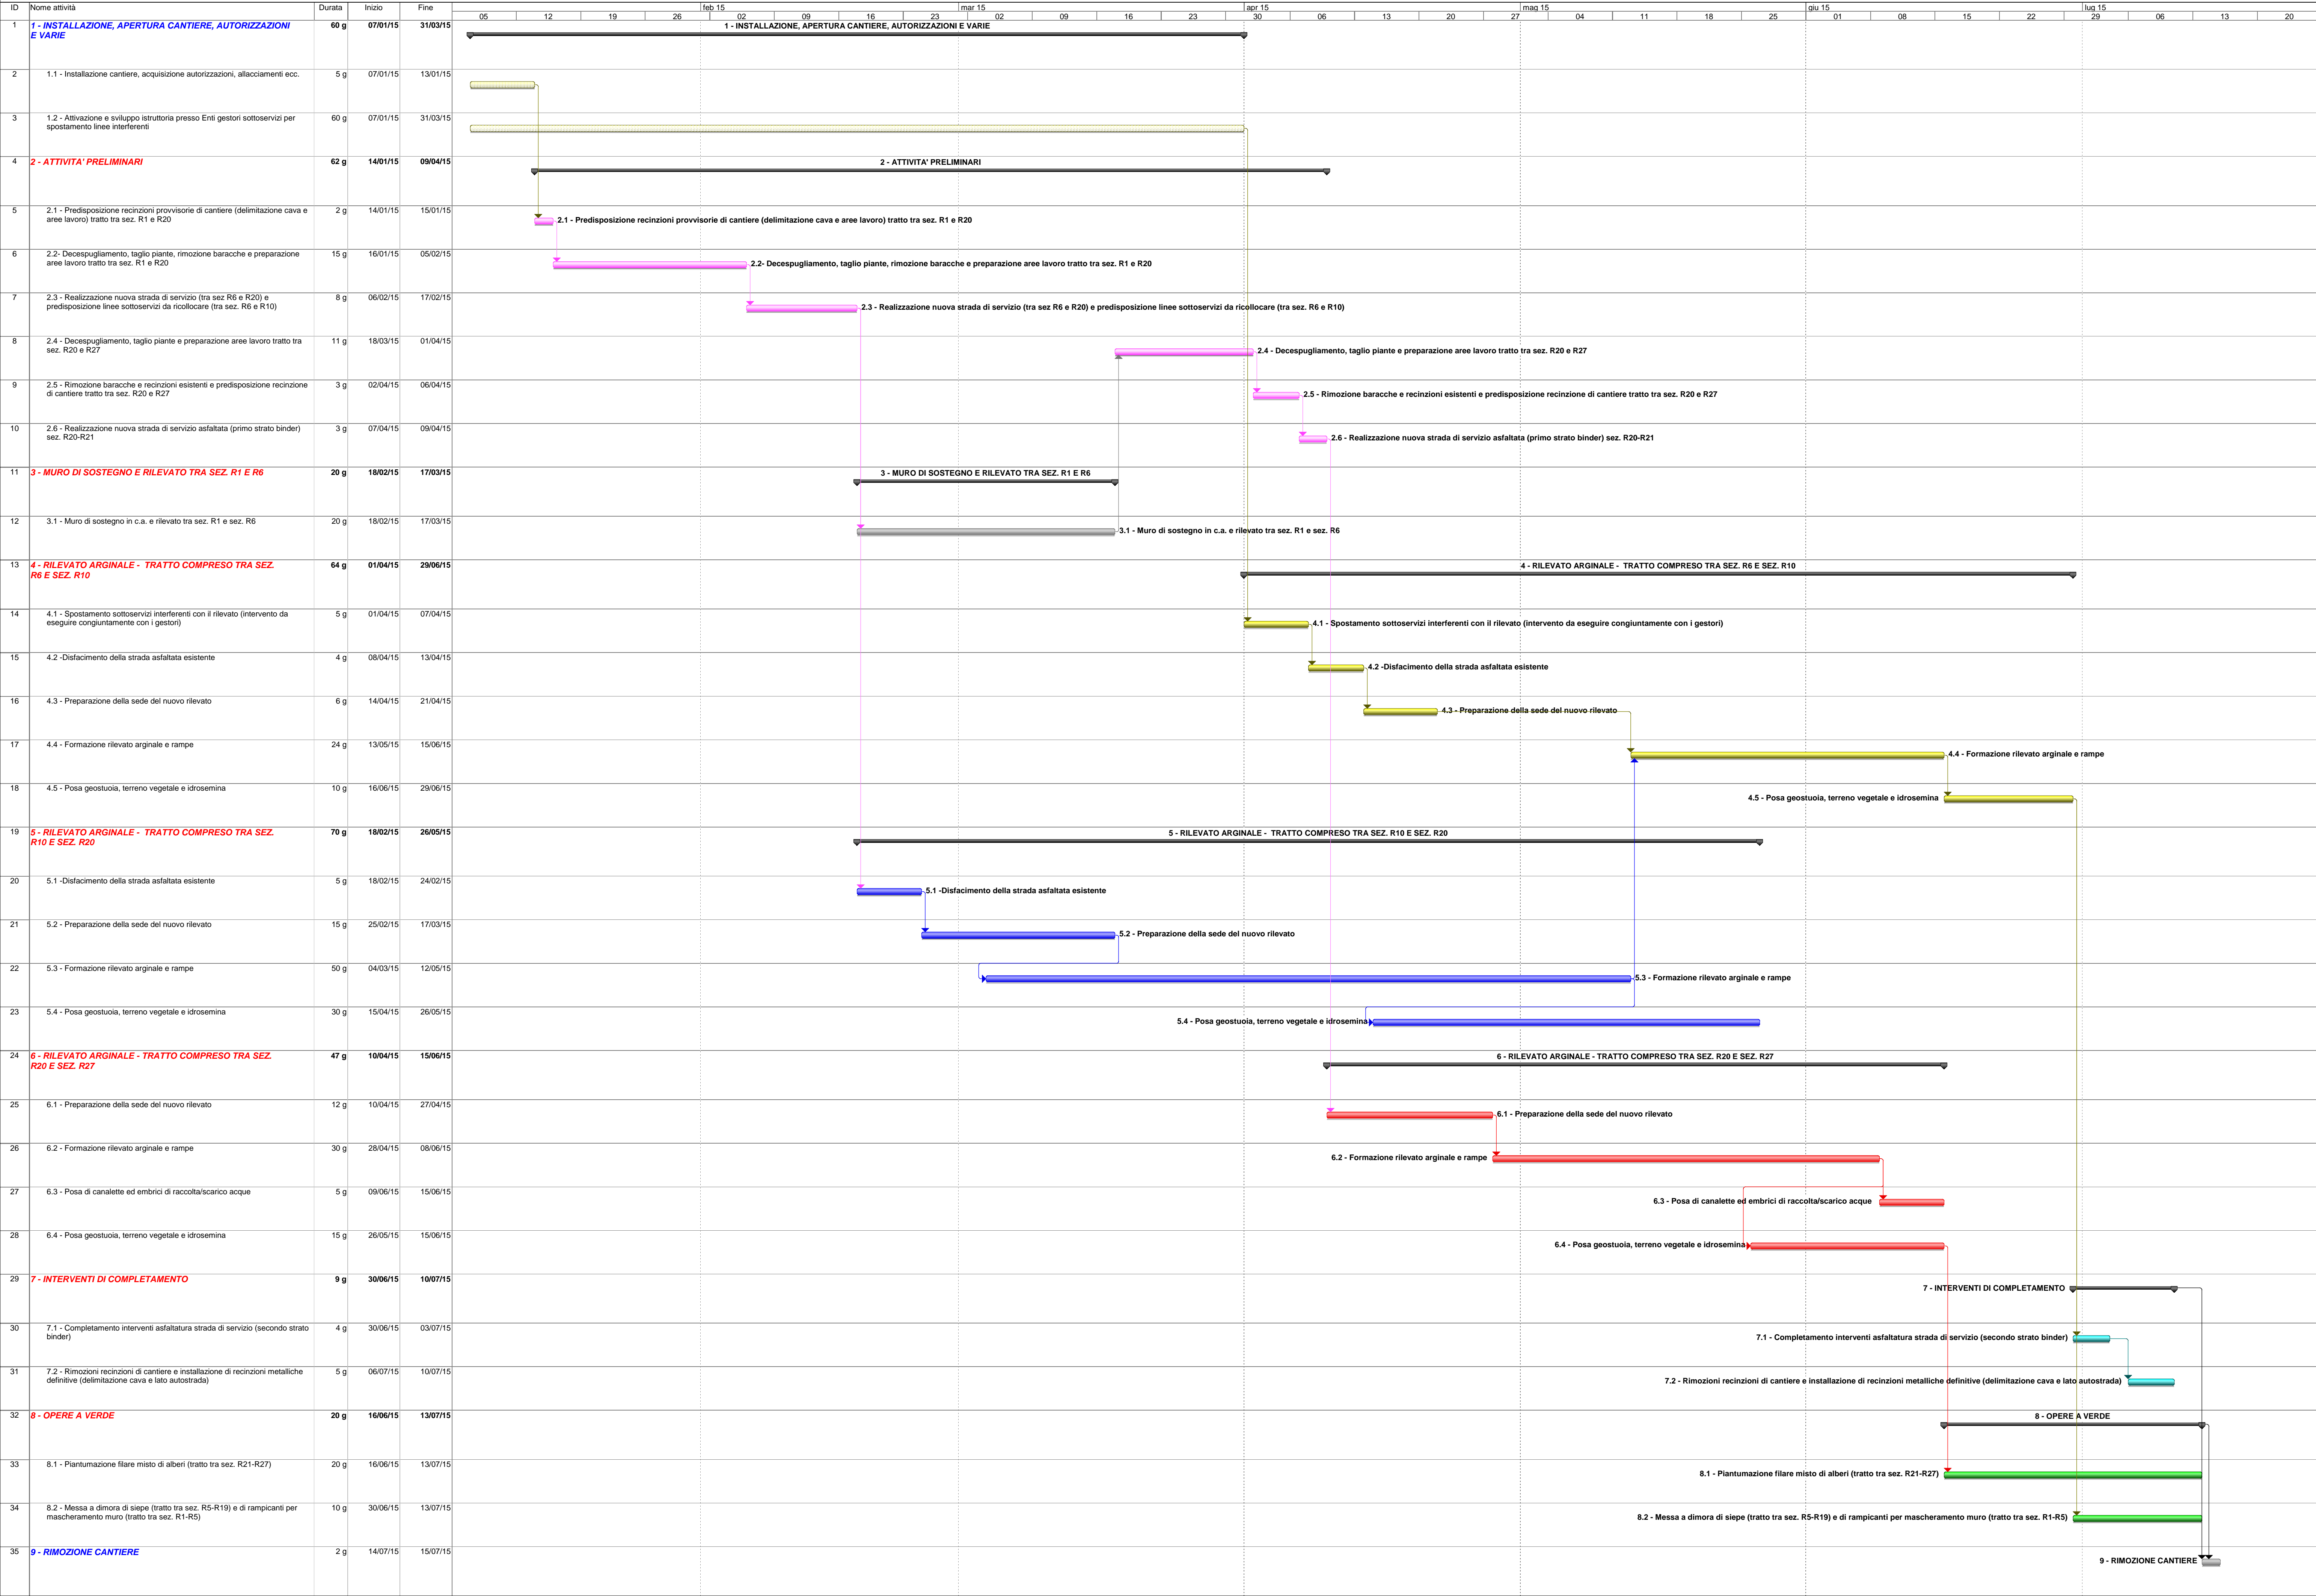 ID Nome attività Durata Inizio Fine feb 15 mar 15 apr 15 mag 15 giu 15 lug 15
05 12 19 26 02 09 16 23 02 09 16 23 30 06 13 20 27 04 11 18 25 01 08 15 22 29 06 13 20
1 1 - INSTALLAZIONE, APERTURA CANTIERE, AUTORIZZAZIONI 60 g 07/01/15 31/03/15 1 - INSTALLAZIONE, APERTURA CANTIERE, AUTORIZZAZIONI E VARIE
E VARIE
2 1.1 - Installazione cantiere, acquisizione autorizzazioni, allacciamenti ecc. 5 g 07/01/15 13/01/15
3 1.2 - Attivazione e sviluppo istruttoria presso Enti gestori sottoservizi per 60 g 07/01/15 31/03/15
spostamento linee interferenti
4 2 - ATTIVITA' PRELIMINARI 62 g 14/01/15 09/04/15 2 - ATTIVITA' PRELIMINARI
5 2.1 - Predisposizione recinzioni provvisorie di cantiere (delimitazione cava e 2 g 14/01/15 15/01/15
aree lavoro) tratto tra sez. R1 e R20
2.1 - Predisposizione recinzioni provvisorie di cantiere (delimitazione cava e aree lavoro) tratto tra sez. R1 e R20
6 2.2- Decespugliamento, taglio piante, rimozione baracche e preparazione 15 g 16/01/15 05/02/15
aree lavoro tratto tra sez. R1 e R20
2.2- Decespugliamento, taglio piante, rimozione baracche e preparazione aree lavoro tratto tra sez. R1 e R20
7 2.3 - Realizzazione nuova strada di servizio (tra sez R6 e R20) e 8 g 06/02/15 17/02/15
predisposizione linee sottoservizi da ricollocare (tra sez. R6 e R10)
2.3 - Realizzazione nuova strada di servizio (tra sez R6 e R20) e predisposizione linee sottoservizi da ricollocare (tra sez. R6 e R10)
8 2.4 - Decespugliamento, taglio piante e preparazione aree lavoro tratto tra 11 g 18/03/15 01/04/15
sez. R20 e R27
2.4 - Decespugliamento, taglio piante e preparazione aree lavoro tratto tra sez. R20 e R27
9 2.5 - Rimozione baracche e recinzioni esistenti e predisposizione recinzione 3 g 02/04/15 06/04/15
di cantiere tratto tra sez. R20 e R27
2.5 - Rimozione baracche e recinzioni esistenti e predisposizione recinzione di cantiere tratto tra sez. R20 e R27
10 2.6 - Realizzazione nuova strada di servizio asfaltata (primo strato binder) 3 g 07/04/15 09/04/15
sez. R20-R21
2.6 - Realizzazione nuova strada di servizio asfaltata (primo strato binder) sez. R20-R21
11 3 - MURO DI SOSTEGNO E RILEVATO TRA SEZ. R1 E R6 20 g 18/02/15 17/03/15 3 - MURO DI SOSTEGNO E RILEVATO TRA SEZ. R1 E R6
12 3.1 - Muro di sostegno in c.a. e rilevato tra sez. R1 e sez. R6 20 g 18/02/15 17/03/15
3.1 - Muro di sostegno in c.a. e rilevato tra sez. R1 e sez. R6
13 4 - RILEVATO ARGINALE - TRATTO COMPRESO TRA SEZ. 64 g 01/04/15 29/06/15 4 - RILEVATO ARGINALE - TRATTO COMPRESO TRA SEZ. R6 E SEZ. R10
R6 E SEZ. R10
14 4.1 - Spostamento sottoservizi interferenti con il rilevato (intervento da 5 g 01/04/15 07/04/15
eseguire congiuntamente con i gestori)
4.1 - Spostamento sottoservizi interferenti con il rilevato (intervento da eseguire congiuntamente con i gestori)
15 4.2 -Disfacimento della strada asfaltata esistente 4 g 08/04/15 13/04/15
4.2 -Disfacimento della strada asfaltata esistente
16 4.3 - Preparazione della sede del nuovo rilevato 6 g 14/04/15 21/04/15
4.3 - Preparazione della sede del nuovo rilevato
17 4.4 - Formazione rilevato arginale e rampe 24 g 13/05/15 15/06/15
4.4 - Formazione rilevato arginale e rampe
18 4.5 - Posa geostuoia, terreno vegetale e idrosemina 10 g 16/06/15 29/06/15
4.5 - Posa geostuoia, terreno vegetale e idrosemina
19 5 - RILEVATO ARGINALE - TRATTO COMPRESO TRA SEZ. 70 g 18/02/15 26/05/15 5 - RILEVATO ARGINALE - TRATTO COMPRESO TRA SEZ. R10 E SEZ. R20
R10 E SEZ. R20
20 5.1 -Disfacimento della strada asfaltata esistente 5 g 18/02/15 24/02/15
5.1 -Disfacimento della strada asfaltata esistente
21 5.2 - Preparazione della sede del nuovo rilevato 15 g 25/02/15 17/03/15
5.2 - Preparazione della sede del nuovo rilevato
22 5.3 - Formazione rilevato arginale e rampe 50 g 04/03/15 12/05/15
5.3 - Formazione rilevato arginale e rampe
23 5.4 - Posa geostuoia, terreno vegetale e idrosemina 30 g 15/04/15 26/05/15
5.4 - Posa geostuoia, terreno vegetale e idrosemina
24 6 - RILEVATO ARGINALE - TRATTO COMPRESO TRA SEZ. 47 g 10/04/15 15/06/15 6 - RILEVATO ARGINALE - TRATTO COMPRESO TRA SEZ. R20 E SEZ. R27
R20 E SEZ. R27
25 6.1 - Preparazione della sede del nuovo rilevato 12 g 10/04/15 27/04/15
6.1 - Preparazione della sede del nuovo rilevato
26 6.2 - Formazione rilevato arginale e rampe 30 g 28/04/15 08/06/15
6.2 - Formazione rilevato arginale e rampe
27 6.3 - Posa di canalette ed embrici di raccolta/scarico acque 5 g 09/06/15 15/06/15
6.3 - Posa di canalette ed embrici di raccolta/scarico acque
28 6.4 - Posa geostuoia, terreno vegetale e idrosemina 15 g 26/05/15 15/06/15
6.4 - Posa geostuoia, terreno vegetale e idrosemina
29 7 - INTERVENTI DI COMPLETAMENTO 9 g 30/06/15 10/07/15
7 - INTERVENTI DI COMPLETAMENTO
30 7.1 - Completamento interventi asfaltatura strada di servizio (secondo strato 4 g 30/06/15 03/07/15
binder)
7.1 - Completamento interventi asfaltatura strada di servizio (secondo strato binder)
31 7.2 - Rimozioni recinzioni di cantiere e installazione di recinzioni metalliche 5 g 06/07/15 10/07/15
definitive (delimitazione cava e lato autostrada)
7.2 - Rimozioni recinzioni di cantiere e installazione di recinzioni metalliche definitive (delimitazione cava e lato autostrada)
32 8 - OPERE A VERDE 20 g 16/06/15 13/07/15 8 - OPERE A VERDE
33 8.1 - Piantumazione filare misto di alberi (tratto tra sez. R21-R27) 20 g 16/06/15 13/07/15
8.1 - Piantumazione filare misto di alberi (tratto tra sez. R21-R27)
34 8.2 - Messa a dimora di siepe (tratto tra sez. R5-R19) e di rampicanti per 10 g 30/06/15 13/07/15
mascheramento muro (tratto tra sez. R1-R5)
8.2 - Messa a dimora di siepe (tratto tra sez. R5-R19) e di rampicanti per mascheramento muro (tratto tra sez. R1-R5)
35 9 - RIMOZIONE CANTIERE 2 g 14/07/15 15/07/15
9 - RIMOZIONE CANTIERE